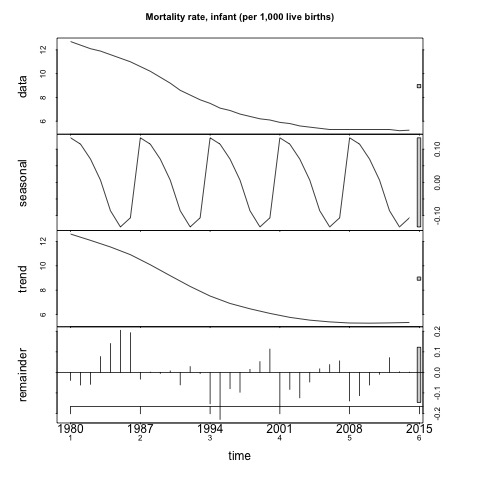 Mortality rate, infant (per 1,000 live births)
data
6 8 10 12
seasonal
-0.10 0.00 0.10
trend
6 8 10 12
remainder
-0.2 -0.1 0.0 0.1 0.2
1980 1987 1994 2001 2008 2015
1 2 3 4 5 6
time